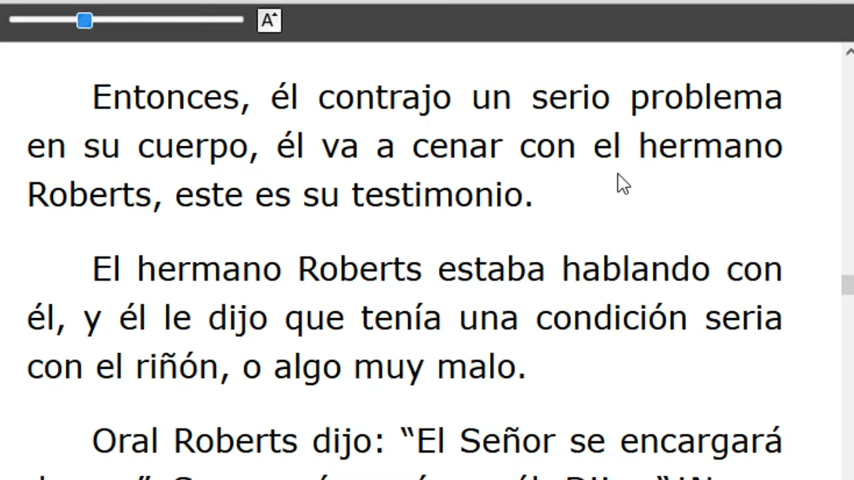 A
Entonces, él contrajo un serio problema
en su cuerpo, él va a cenar con el hermano
Roberts, este es su testimonio.
El hermano Roberts estaba hablando con
él, y él le dijo que tenía una condición seria
con el riñón, o algo muy malo.
Oral Roberts dijo: “El Señor se encargará